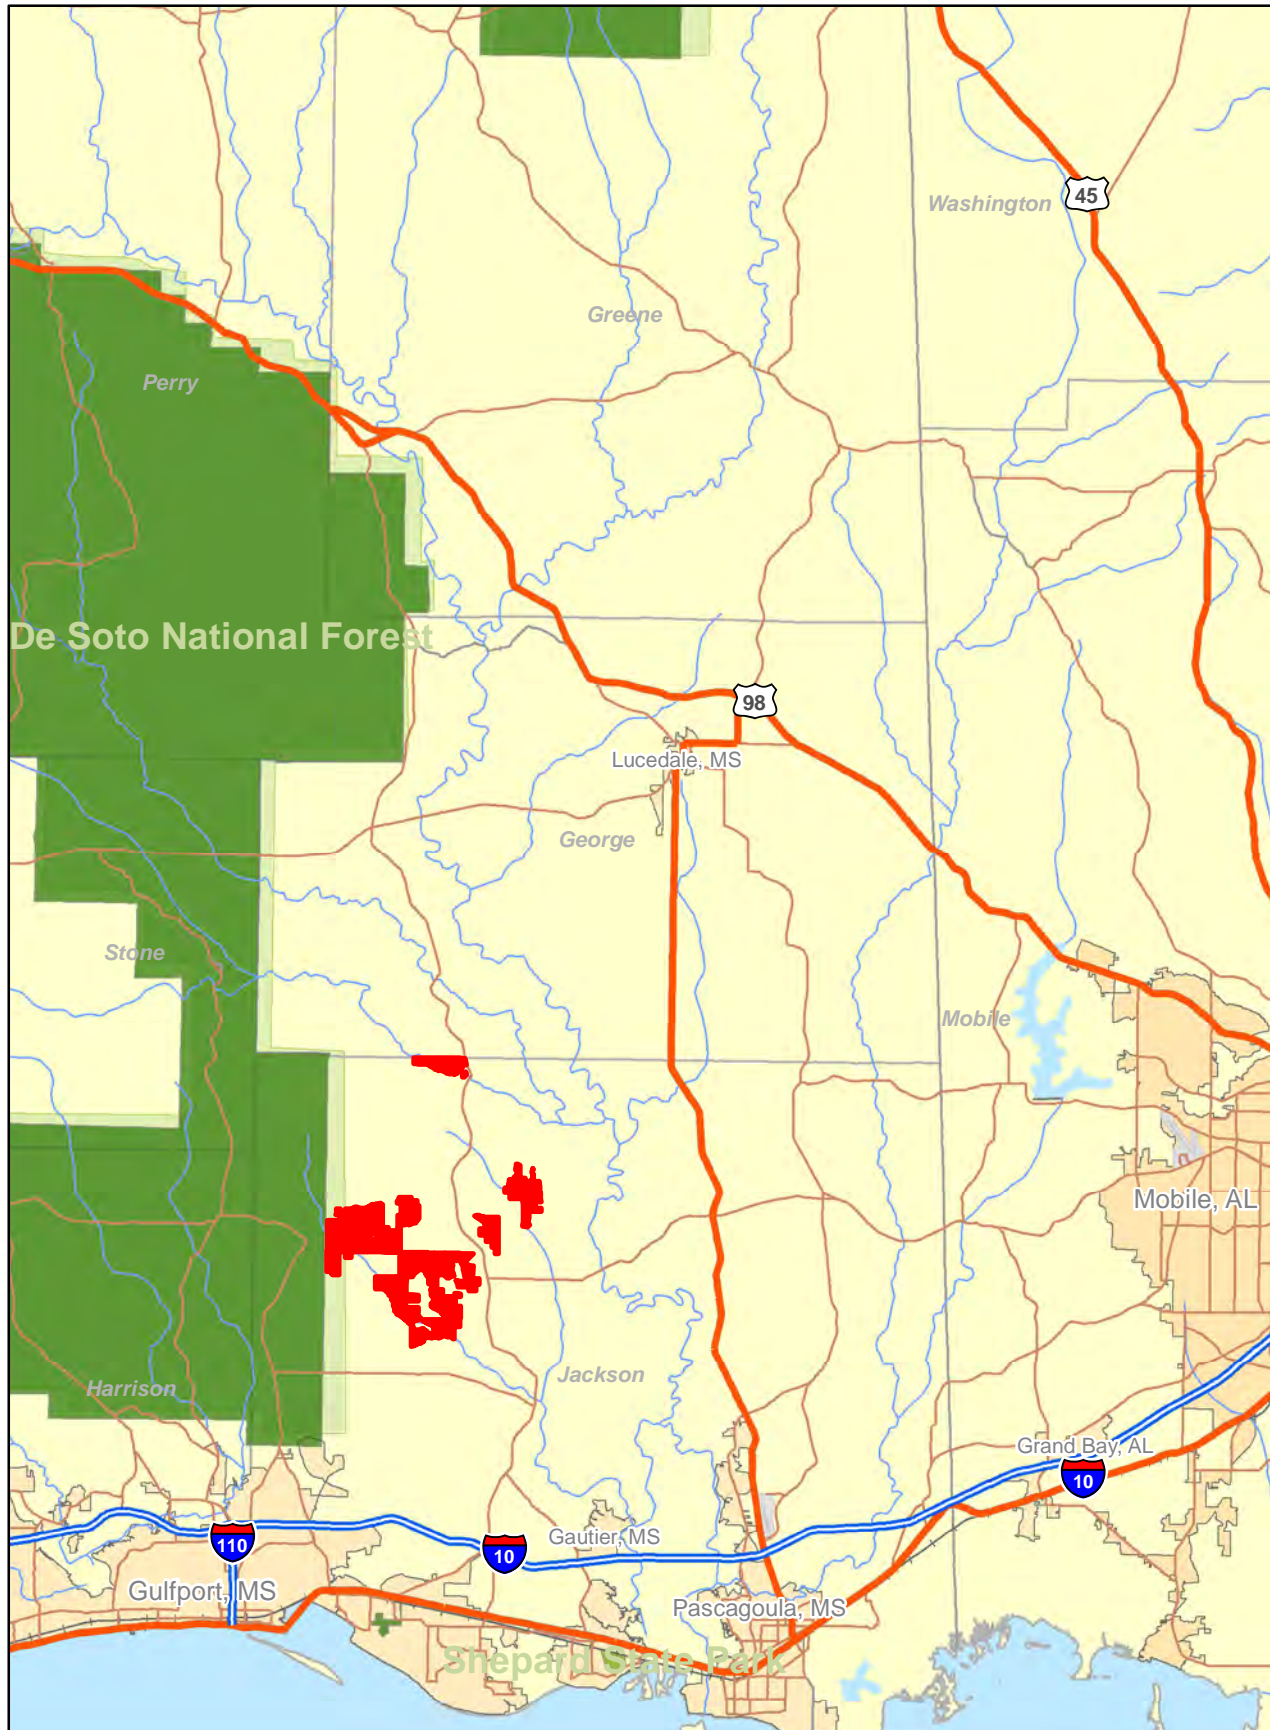 Washington
45
Greene
Perry
De Soto National Forest
98
Lucedale, MS
George
Stone
Mobile
Mobile, AL
Jackson
Harrison
Grand Bay, AL
10
110
10
Gautier, MS
Gulfport, MS
Pascagoula, MS
Shepard State Park